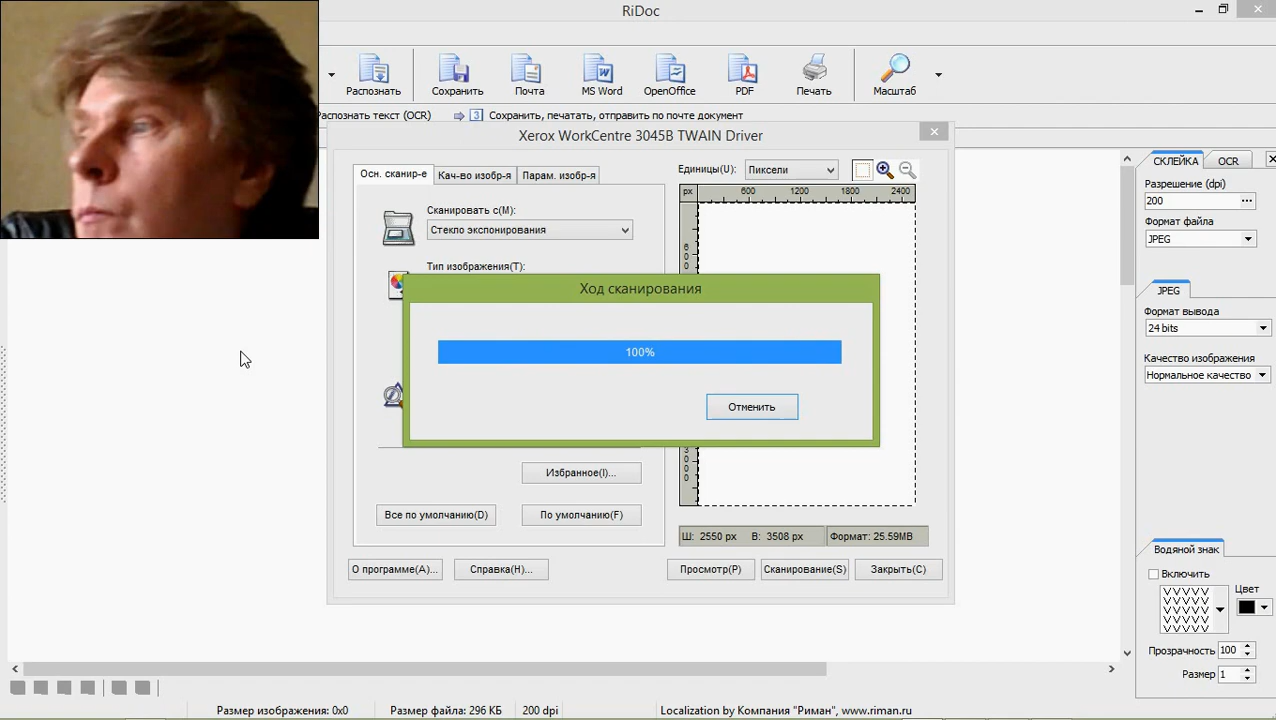 RiDoc
Распознать
Сохранить
Почта
MS Word
OpenOffice
PDF
Печать
Масштаб
Распознать текст (OCR)
3 Сохранить, печатать, отправить по почте документ
Xerox WorkCentre 3045B TWAIN Driver
Осн. сканир-е
Кач-во изобр-я
Парам. изобр-я
Единицы(U):
Пиксели
Сканировать с(M):
Стекло экспонирования
Тип изображения(T):
px
600
1200
1800
2400
600
3000
Ход сканирования
100%
Отменить
Избранное(I)...
Все по умолчанию(D)
По умолчанию(F)
Ш: 2550 px В: 3508 px Формат: 25.59MB
О программе(A)...
Справка(H)...
Просмотр(P)
Сканирование(S)
Закрыть(C)
СКЛЕЙКА
OCR
Разрешение (dpi)
200
Формат файла
JPEG
JPEG
Формат вывода
24 bits
Качество изображения
Нормальное качество
Водяной знак
Включить
Цвет
Прозрачность 100
Размер 1
Размер изображения: 0x0
Размер файла: 296 КБ
200 dpi
Localization by Компания "Риман", www.riman.ru